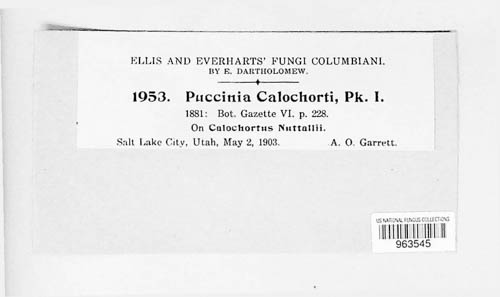 ELLIS AND EVERHARTS' FUNGI COLUMBIANI.
BY E. DARTHOLOMEW.
1953. Puccinia Calochorti, Pk. I.
1881: Bot. Gazette VI. p. 228.
On Calochortus Nuttallii.
Salt Lake City, Utah, May 2, 1903. A. O. Garrett.
US NATIONAL FUNGUS COLLECTIONS
963545